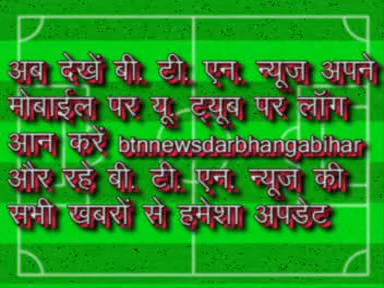 अब देखें बी. टी. एन. न्यूज अपने
मोबाईल पर यू. ट्यूब पर लॉग
आन करें btnnewsdarbhangabihar
और रहे बी. टी. एन. न्यूज की
सभी खबरों से हमेशा अपडैट